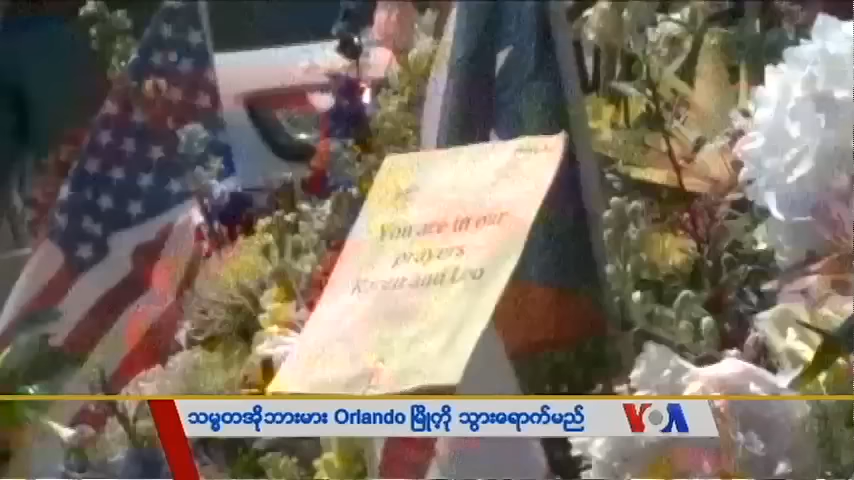 You are in our
prayers
Karen and Leo
သမ္မတအိုဘားမား Orlando မြို့ကို သွားရောက်မည်
VOA